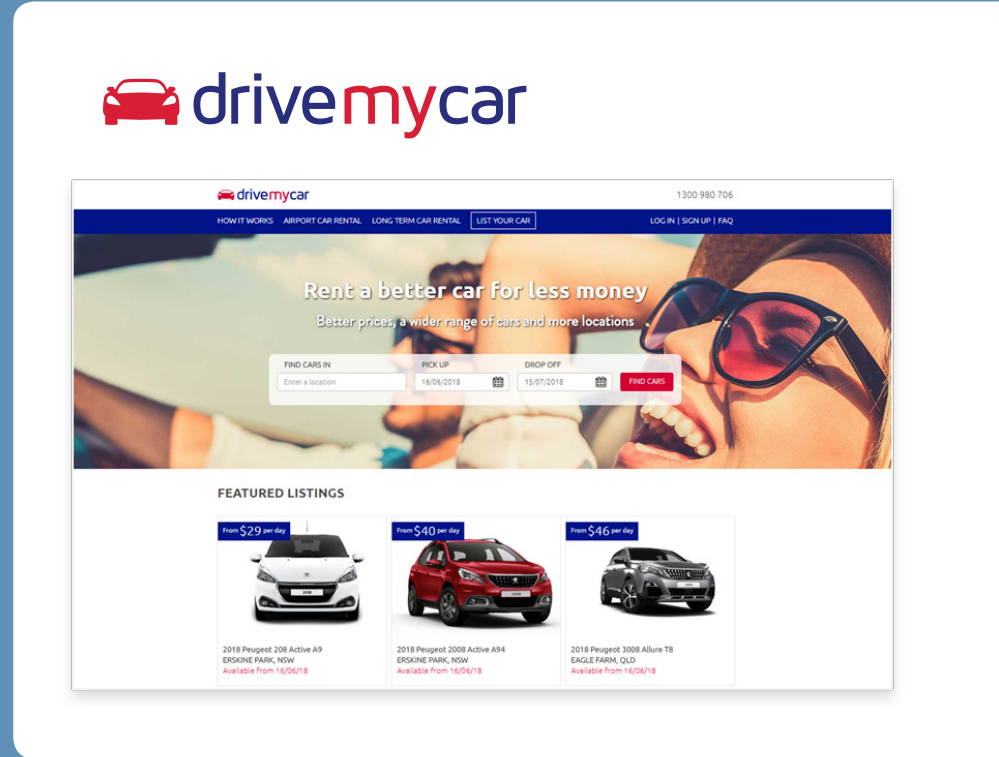 drivemycar
drivemycar
1300 980 706
HOW IT WORKS AIRPORT CAR RENTAL LONG TERM CAR RENTAL LIST YOUR CAR LOG IN | SIGN UP | FAQ
Rent a better car for less money
Better prices, a wider range of cars and more locations
FIND CARS IN PICK UP DROP OFF
Enter a location 16/06/2018 15/07/2018 FIND CARS
FEATURED LISTINGS
From $29 per day From $40 per day From $46 per day
2018 Peugeot 208 Active A9
ERSKINE PARK, NSW
Available from 16/06/18
2018 Peugeot 2008 Active A94
ERSKINE PARK, NSW
Available from 16/06/18
2018 Peugeot 3008 Allure T8
EAGLE FARM, QLD
Available from 16/06/18